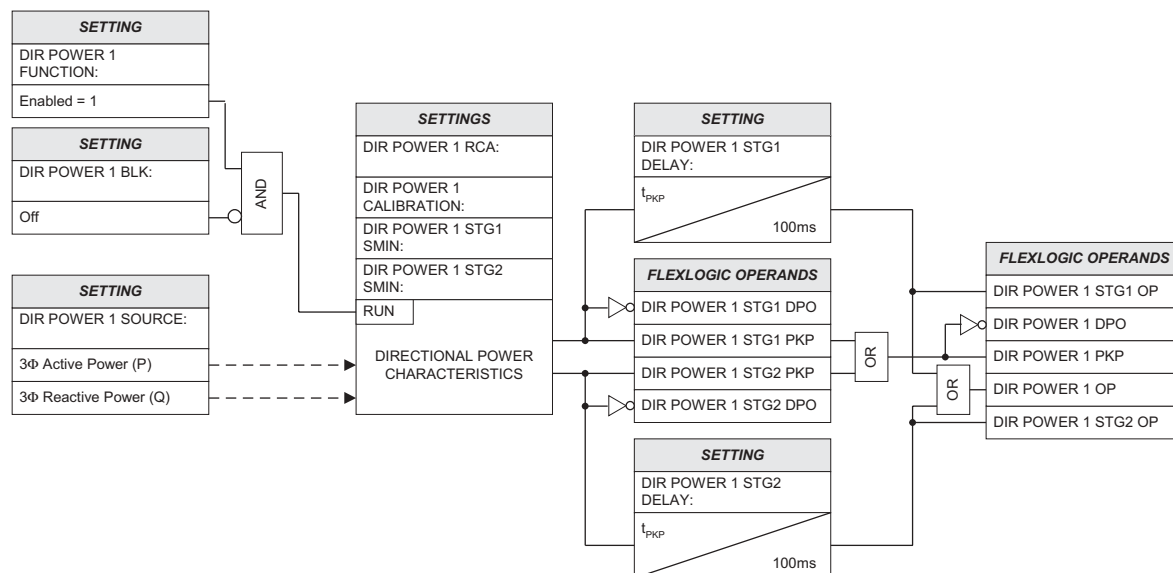 SETTING
DIR POWER 1
FUNCTION:
Enabled = 1
SETTING
DIR POWER 1 BLK:
Off
AND
SETTING
DIR POWER 1 SOURCE:
3Φ Active Power (P)
3Φ Reactive Power (Q)
SETTINGS
DIR POWER 1 RCA:
DIR POWER 1
CALIBRATION:
DIR POWER 1 STG1
SMIN:
DIR POWER 1 STG2
SMIN:
RUN
DIRECTIONAL POWER
CHARACTERISTICS
SETTING
DIR POWER 1 STG1
DELAY:
tPKP
100ms
FLEXLOGIC OPERANDS
DIR POWER 1 STG1 DPO
DIR POWER 1 STG1 PKP
DIR POWER 1 STG2 PKP
DIR POWER 1 STG2 DPO
SETTING
DIR POWER 1 STG2
DELAY:
tPKP
100ms
OR
OR
FLEXLOGIC OPERANDS
DIR POWER 1 STG1 OP
DIR POWER 1 DPO
DIR POWER 1 PKP
DIR POWER 1 OP
DIR POWER 1 STG2 OP